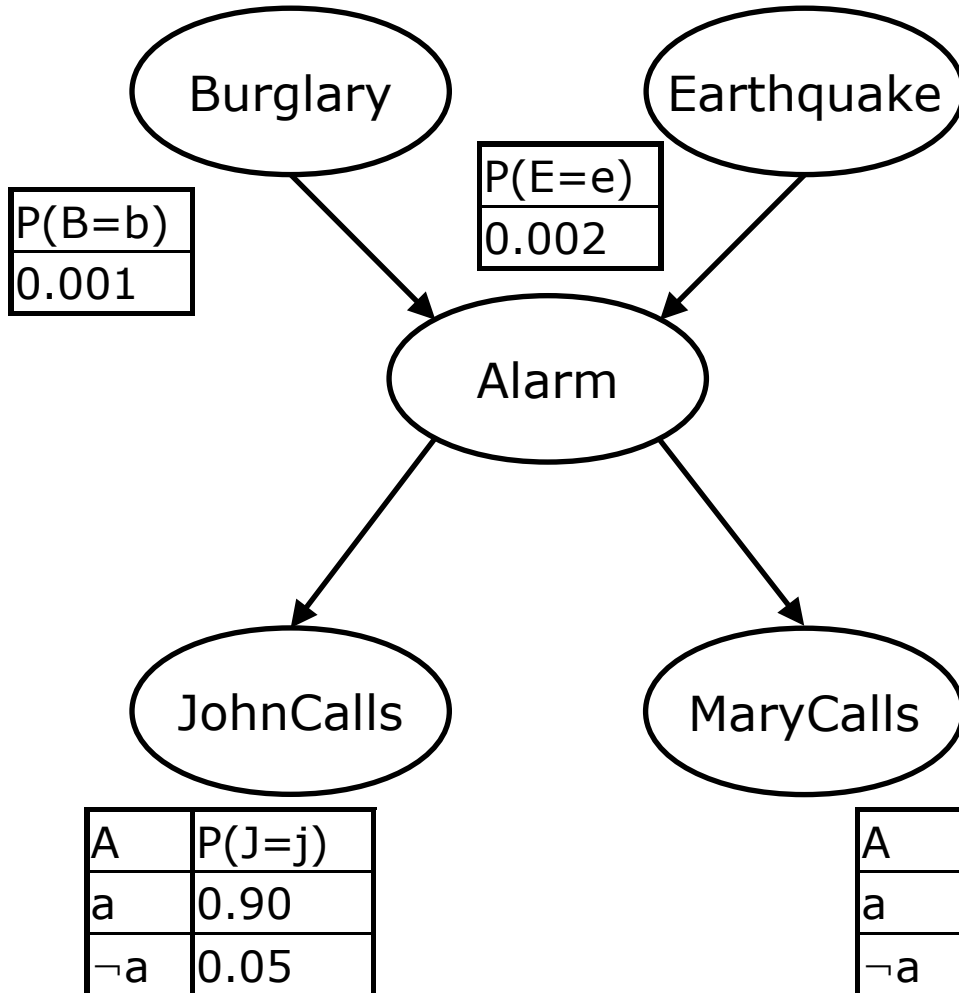 Burglary
Earthquake
P(E=e)
0.002
P(B=b)
0.001
Alarm
JohnCalls
MaryCalls
A P(J=j)
a 0.90
¬a 0.05
A
a
¬a